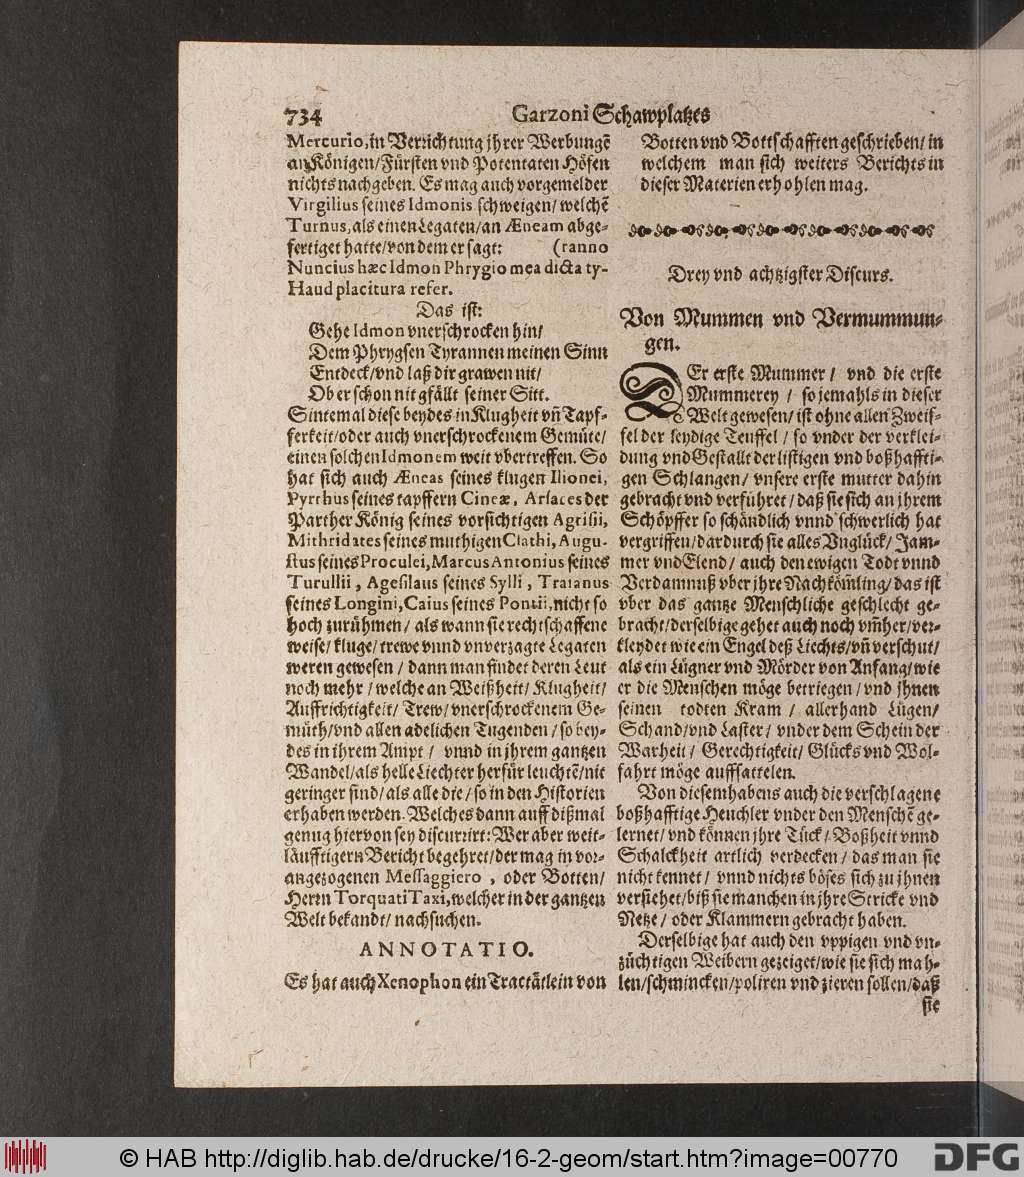 734
Garzoni Schawplatzes
Mercurio, in Verrichtung jhrer Werbungē
an Königen/Fürsten vnd Potentaten Höfen
nichts nachgeben. Es mag auch vorgemelder
Virgilius seines Idmonis schweigen/ welchē
Turnus, als einen Legaten/an Æneam abge-
fertiget hatte/von dem er sagt: (ranno
Nuncius hæc Idmon Phrygio mea dicta ty-
Haud placitura refer.
Das ist:
Gehe Idmon vnerschrocken hin/
Dem Phrygsen Tyrannen meinen Sinn
Entdeck/vnd laß dir grawen nit/
Ob er schon nit gfällt seiner Sitt.
Sintemal diese beydes in Klugheit vñ Tapf-
ferkeit/oder auch vnerschrockenem Gemüte/
einen solchen Idmonem weit vbertreffen. So
hat sich auch Æneas seines klugen Ilionei,
Pyrrhus seines tapffern Cineæ, Arsaces der
Parther König seines vorsichtigen Agrisii,
Mithridates seines muthigen Clathi, Augu-
stus seines Proculei, Marcus Antonius seines
Turullii, Agesilaus seines Sylli, Traianus
seines Longini, Caius seines Pontii, nicht so
hoch zurühmen/ als wann sie rechtschaffene
weise/ kluge/ trewe vnnd vnverzagte Legaten
weren gewesen/ dann man findet deren Leut
noch mehr/ welche an Weißheit/ Klugheit/
Auffrichtigkeit/ Trew/ vnerschrockenem Ge-
müth/ vnd allen adelichen Tugenden/ so bey-
des in ihrem Ampt/ vnnd in jhrem gantzen
Wandel/als helle Liechter herfür leuchtē/nit
geringer sind/als alle die/ so in den Historien
erhaben werden. Welches dann auff dißmal
genug hiervon sey discurrirt: Wer aber weit-
läufftigern Bericht begehret/der mag in vor-
angezogenen Messaggiero, oder Botten/
Herrn Torquati Taxi, welcher in der gantzen
Welt bekandt/ nachsuchen.
ANNOTATIO.
Es hat auch Xenophon ein Tractätlein von
Botten vnd Bottschafften geschrieben/ in
welchem man sich weiters Berichts in
dieser Materien erhohlen mag.
Drey vnd achtzigster Discurs.
Von Mummen vnd Vermummun-
gen.
DEr erste Mummer/ vnd die erste
Mummerey/ so jemahls in dieser
Welt gewesen/ ist ohne allen Zweif-
fel der leydige Teuffel/ so vnder der verklei-
dung vnd Gestallt der listigen vnd boßhaffti-
gen Schlangen/ vnsere erste mutter dahin
gebracht vnd verführet/ daß sie sich an jhrem
Schöpffer so schändlich vnnd schwerlich hat
vergriffen/dardurch sie alles Vnglück/ Jam-
mer vnd Elend/ auch den ewigen Todt vnnd
Verdamnuß vber jhre Nachköm̃ling/das ist
vber das gantze Menschliche geschlecht ge-
bracht/derselbige gehet auch noch vm̃her/ver-
kleydet wie ein Engel deß Liechts/vñ verschut/
als ein Lügner vnd Mörder von Anfang/wie
er die Menschen möge betriegen/ vnd jhnen
seinen todten Kram/ allerhand Lügen/
Schand/vnd Laster/ vnder dem Schein der
Warheit/ Gerechtigkeit/ Glücks vnd Wol-
fahrt möge auffsattelen.
Von diesem habens auch die verschlagene
boßhafftige Heuchler vnder den Menschē ge-
lernet/ vnd können jhre Tück/ Boßheit vnnd
Schalckheit artlich verdecken/ das man sie
nicht kennet/ vnnd nichts böses sich zu jhnen
versiehet/biß sie manchen in jhre Stricke vnd
Netze/ oder Klammern gebracht haben.
Derselbige hat auch den vppigen vnd vn-
züchtigen Weibern gezeiget/wie sie sich mah-
len/schmincken/poliren vnd zieren sollen/daß
sie
© HAB http://diglib.hab.de/drucke/16-2-geom/start.htm?image=00770
DFG